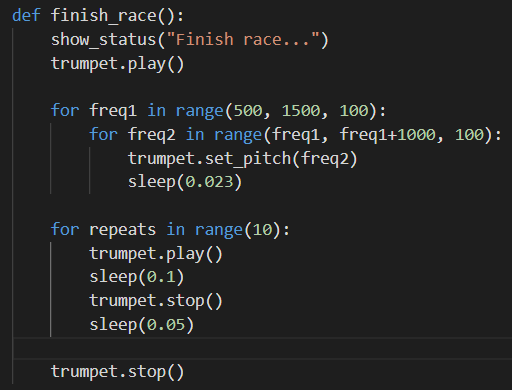 def finish_race():
    show_status("Finish race...")
    trumpet.play()

    for freq1 in range(500, 1500, 100):
        for freq2 in range(freq1, freq1+1000, 100):
            trumpet.set_pitch(freq2)
            sleep(0.023)

    for repeats in range(10):
        trumpet.play()
        sleep(0.1)
        trumpet.stop()
        sleep(0.05)

    trumpet.stop()